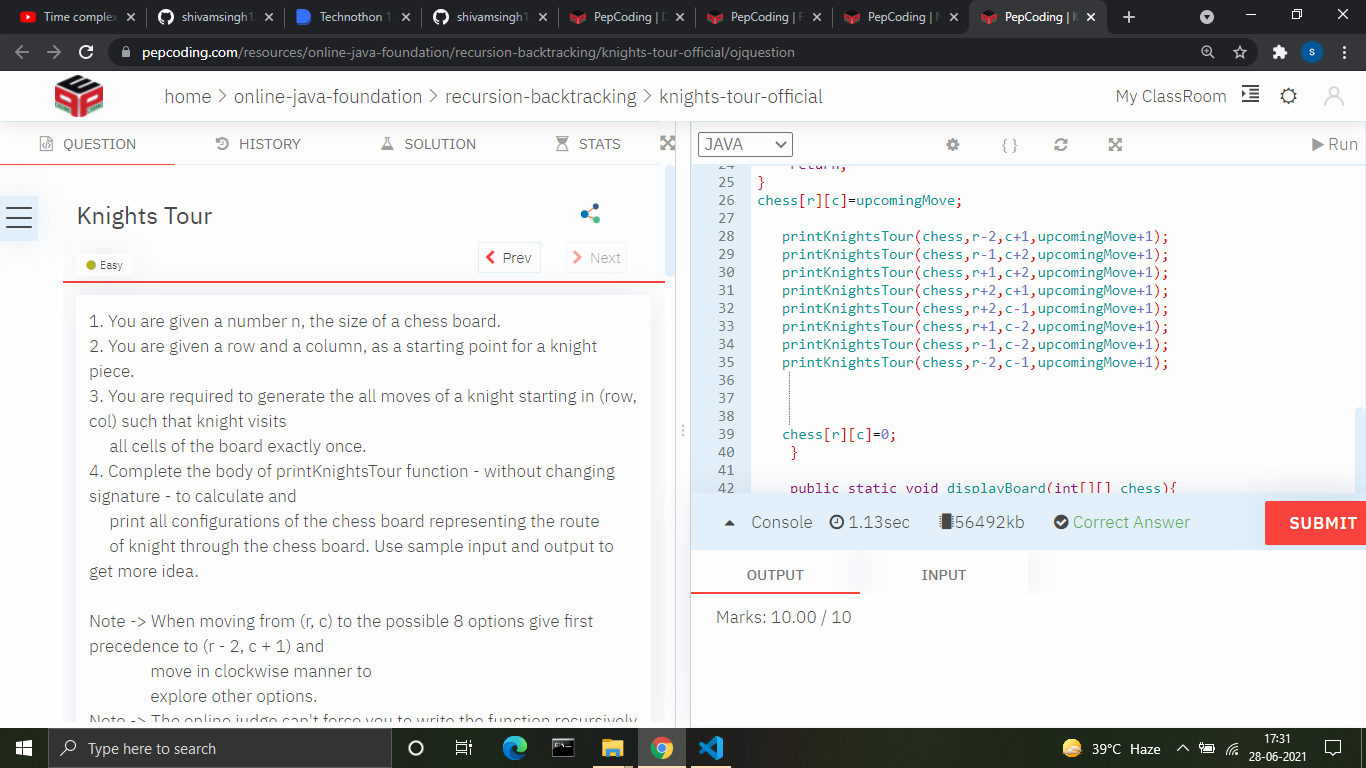 Time complex
shivamsingh1
Technothon 1
shivamsingh1
PepCoding | D
PepCoding | F
PepCoding | N
PepCoding | K
pepcoding.com/resources/online-java-foundation/recursion-backtracking/knights-tour-official/ojquestion
s
home > online-java-foundation > recursion-backtracking > knights-tour-official
My ClassRoom
QUESTION
HISTORY
SOLUTION
STATS
JAVA
{ }
Run
Knights Tour
Easy
Prev
Next
1. You are given a number n, the size of a chess board.
2. You are given a row and a column, as a starting point for a knight
piece.
3. You are required to generate the all moves of a knight starting in (row,
col) such that knight visits
all cells of the board exactly once.
4. Complete the body of printKnightsTour function - without changing
signature - to calculate and
print all configurations of the chess board representing the route
of knight through the chess board. Use sample input and output to
get more idea.
Note -> When moving from (r, c) to the possible 8 options give first
precedence to (r - 2, c + 1) and
move in clockwise manner to
explore other options.
Note -> The online judge can't force you to write the function recursively
24 return;
25 }
26 chess[r][c]=upcomingMove;
27
28 printKnightsTour(chess,r-2,c+1,upcomingMove+1);
29 printKnightsTour(chess,r-1,c+2,upcomingMove+1);
30 printKnightsTour(chess,r+1,c+2,upcomingMove+1);
31 printKnightsTour(chess,r+2,c+1,upcomingMove+1);
32 printKnightsTour(chess,r+2,c-1,upcomingMove+1);
33 printKnightsTour(chess,r+1,c-2,upcomingMove+1);
34 printKnightsTour(chess,r-1,c-2,upcomingMove+1);
35 printKnightsTour(chess,r-2,c-1,upcomingMove+1);
36
37
38
39 chess[r][c]=0;
40 }
41
42 public static void displayBoard(int[][] chess){
Console
1.13sec
56492kb
Correct Answer
SUBMIT
OUTPUT
INPUT
Marks: 10.00 / 10
Type here to search
39°C Haze
17:31
28-06-2021